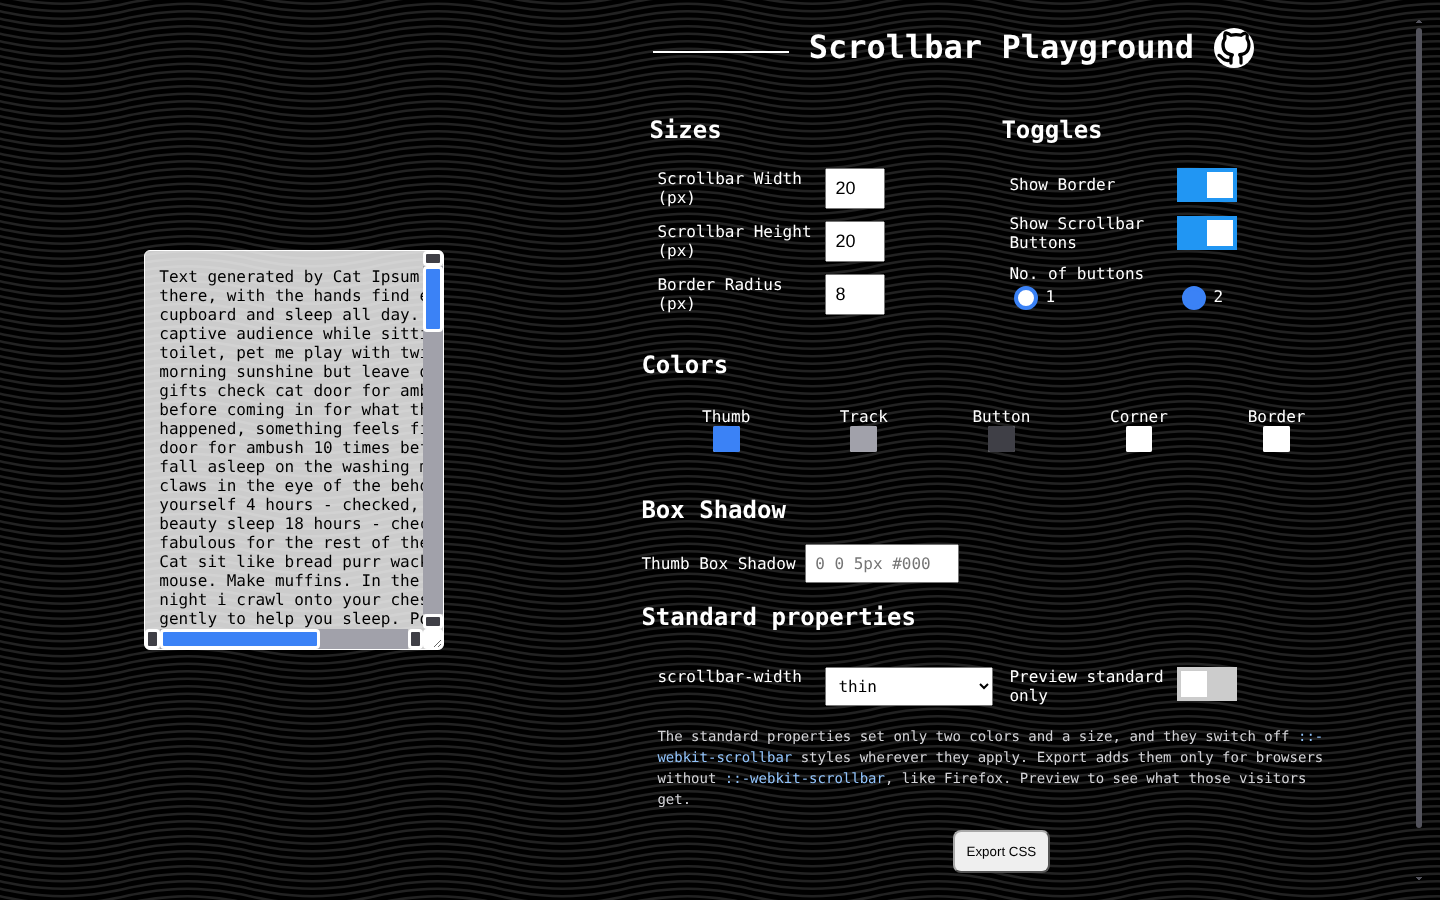 Scrollbar Playground
Sizes
Scrollbar Width
(px)
20
Scrollbar Height
(px)
20
Border Radius
(px)
8
Toggles
Show Border
Show Scrollbar
Buttons
No. of buttons
1
2
Text generated by Cat Ipsum
there, with the hands find
cupboard and sleep all day.
captive audience while
toilet, pet me play with
morning sunshine but leave
gifts check cat door for
before coming in for what
happened, something feels
door for ambush 10 times
fall asleep on the washing
claws in the eye of the
yourself 4 hours - checked,
beauty sleep 18 hours -
fabulous for the rest of the
Cat sit like bread purr
mouse. Make muffins. In the
night i crawl onto your
gently to help you sleep.
Colors
Thumb
Track
Button
Corner
Border
Box Shadow
Thumb Box Shadow
0 0 5px #000
Standard properties
scrollbar-width
thin
Preview standard
only
The standard properties set only two colors and a size, and they switch off ::-
webkit-scrollbar styles wherever they apply. Export adds them only for browsers
without ::-webkit-scrollbar, like Firefox. Preview to see what those visitors
get.
Export CSS